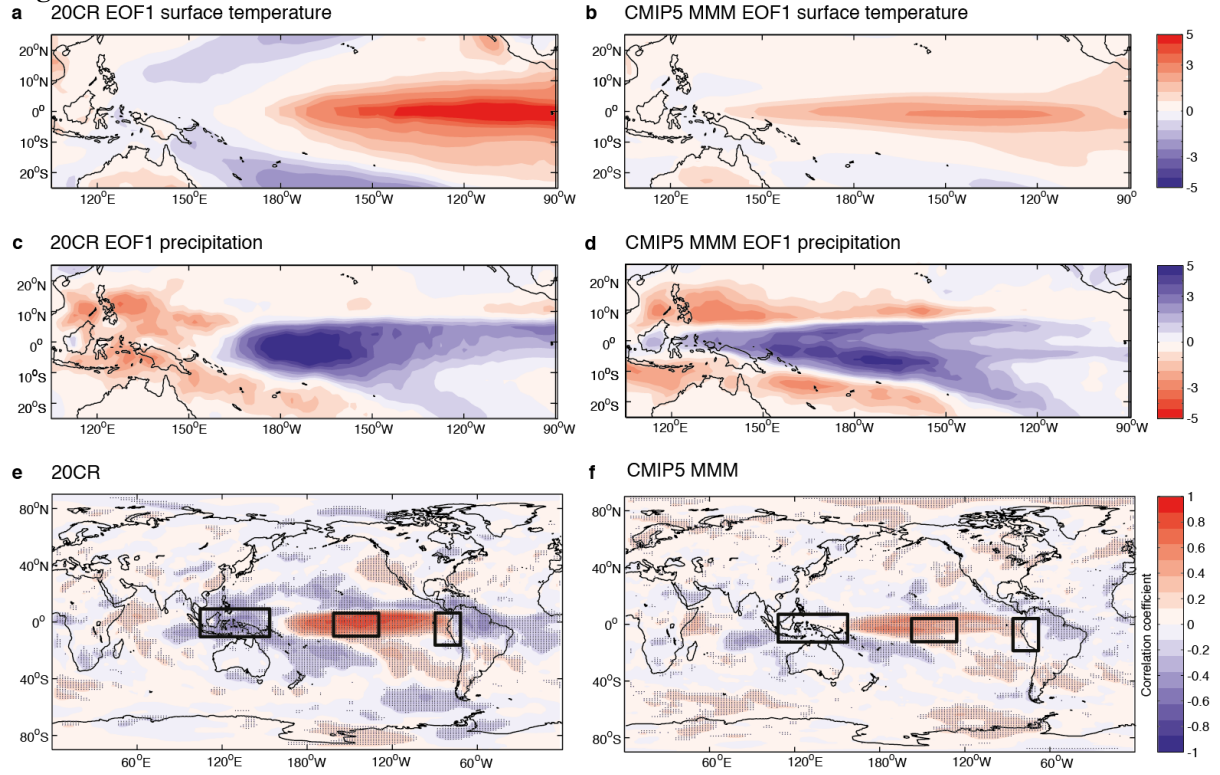 a 20CR EOF1 surface temperature
b CMIP5 MMM EOF1 surface temperature
20°N
10°N
0°
10°S
20°S
120°E 150°E 180°W 150°W 120°W 90°W
20°N
10°N
0°
10°S
20°S
120°E 150°E 180°W 150°W 120°W 90°
5
3
1
0
-1
-3
-5
c 20CR EOF1 precipitation
d CMIP5 MMM EOF1 precipitation
20°N
10°N
0°
10°S
20°S
120°E 150°E 180°W 150°W 120°W 90°W
20°N
10°N
0°
10°S
20°S
120°E 150°E 180°W 150°W 120°W 90°W
5
3
1
0
-1
-3
-5
e 20CR
f CMIP5 MMM
80°N
40°N
0°
40°S
80°S
60°E 120°E 180°W 120°W 60°W
80°N
40°N
0°
40°S
80°S
60°E 120°E 180°W 120°W 60°W
Correlation coefficient
1
0.8
0.6
0.4
0.2
0
-0.2
-0.4
-0.6
-0.8
-1